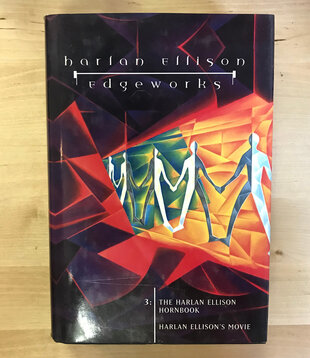 harlan ellison
edgeworks
3: THE HARLAN ELLISON
HORNBOOK
HARLAN ELLISON'S MOVIE